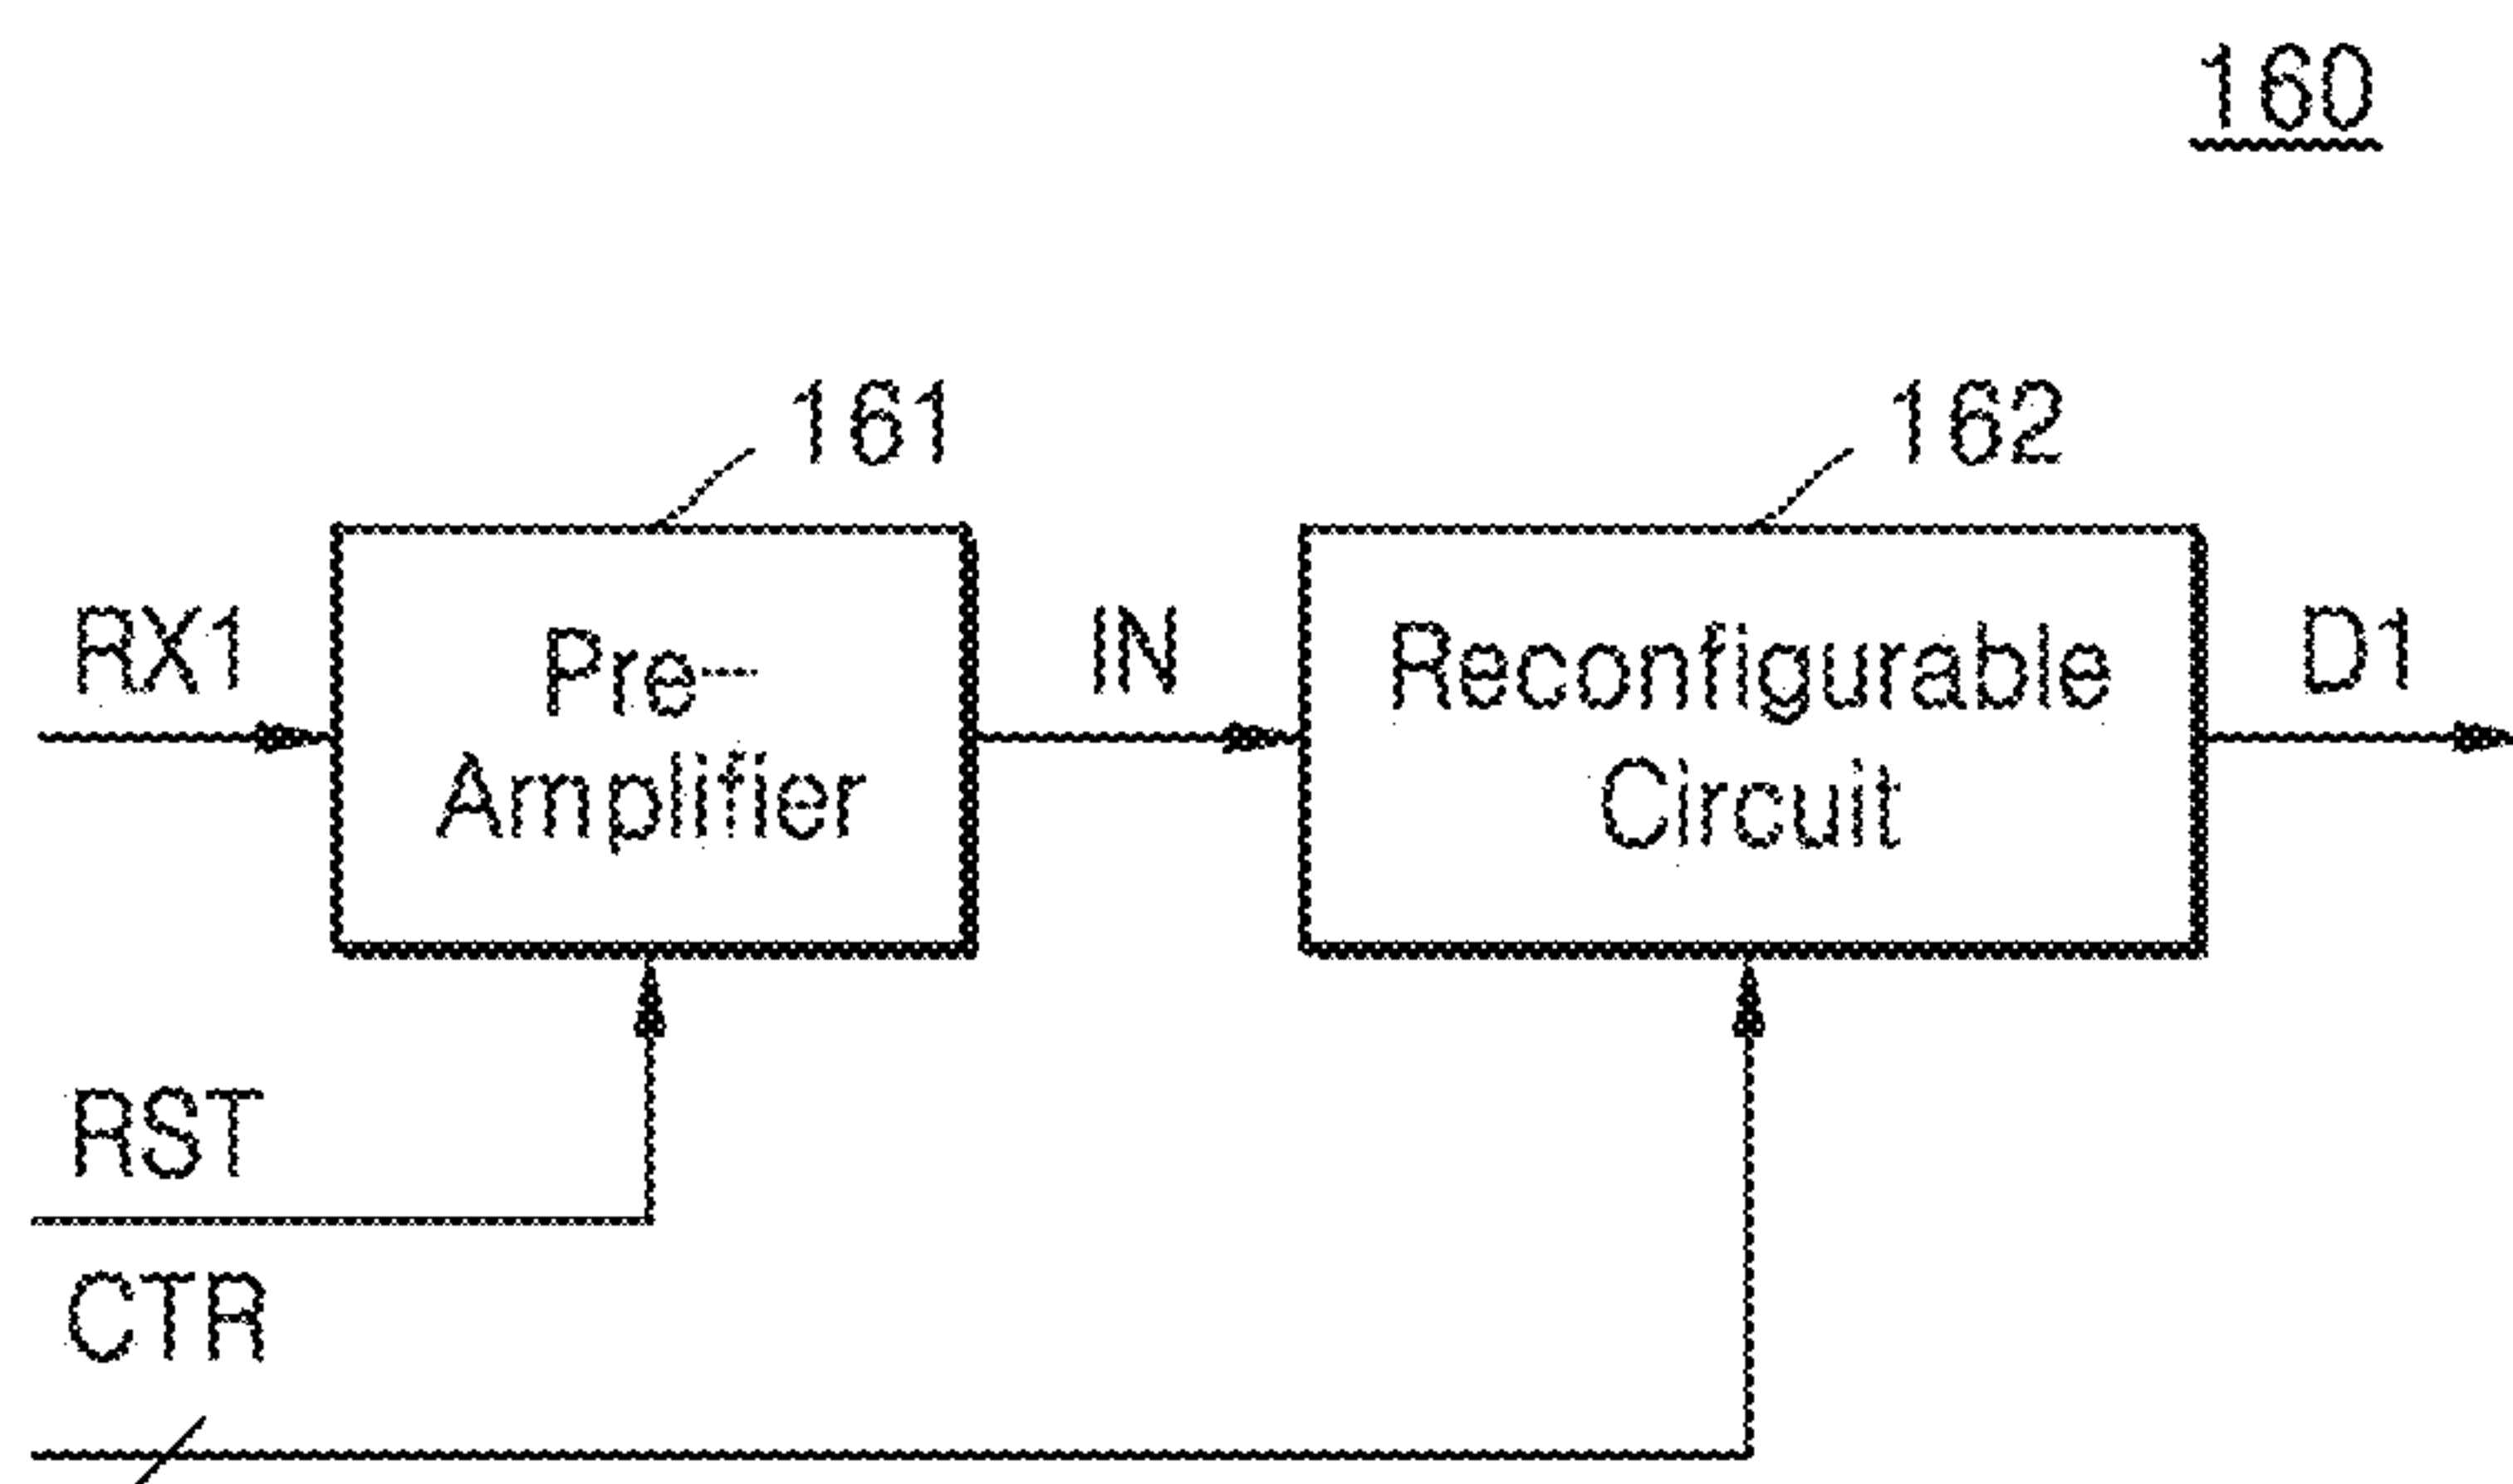 160
161
162
RX1
Pre-
Amplifier
IN
Reconfigurable
Circuit
D1
RST
CTR